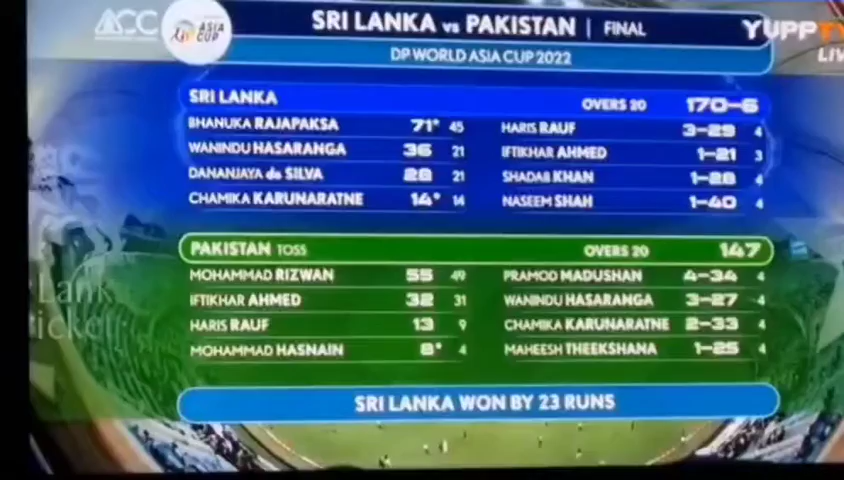 ACC
ASIA CUP
SRI LANKA vs PAKISTAN | FINAL
YUPPTV
LIV
DP WORLD ASIA CUP 2022
SRI LANKA OVERS 20 170-6
BHANUKA RAJAPAKSA 71* 45 HARIS RAUF 3-29 4
WANINDU HASARANGA 36 21 IFTIKHAR AHMED 1-21 3
DANANJAYA de SILVA 28 21 SHADAB KHAN 1-28 4
CHAMIKA KARUNARATNE 14* 14 NASEEM SHAH 1-40 4
PAKISTAN TOSS OVERS 20 147
MOHAMMAD RIZWAN 55 49 PRAMOD MADUSHAN 4-34 4
IFTIKHAR AHMED 32 31 WANINDU HASARANGA 3-27 4
HARIS RAUF 13 9 CHAMIKA KARUNARATNE 2-33 4
MOHAMMAD HASNAIN 8* 4 MAHEESH THEEKSHANA 1-25 4
Lank
icket
SRI LANKA WON BY 23 RUNS